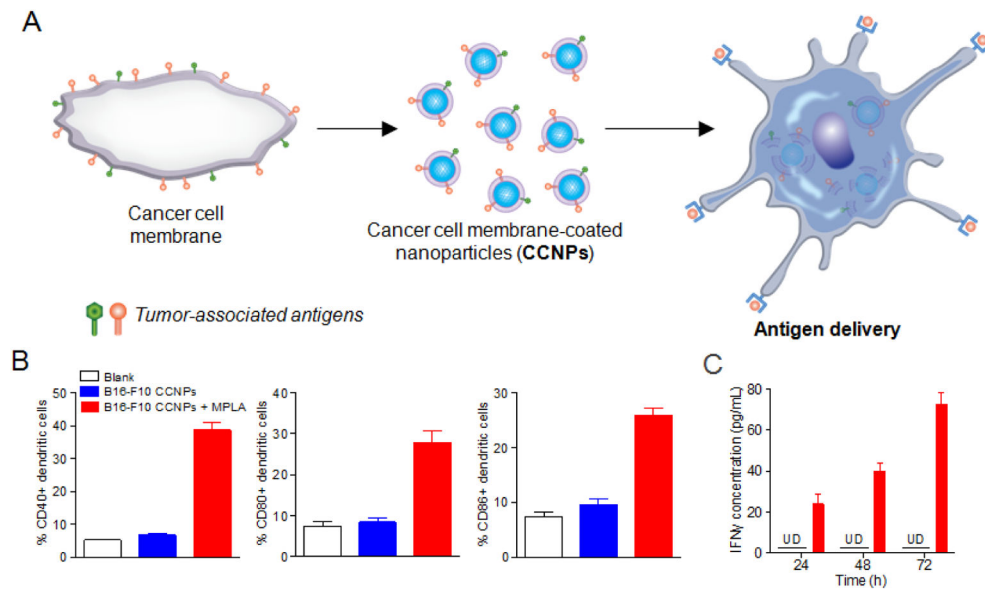 A
Cancer cell
membrane
Cancer cell membrane-coated
nanoparticles (CCNPs)
Tumor-associated antigens
Antigen delivery
B
Blank
B16-F10 CCNPs
B16-F10 CCNPs + MPLA
% CD40+ dendritic cells
50
40
30
20
10
0
% CD80+ dendritic cells
40
30
20
10
0
% CD86+ dendritic cells
30
20
10
0
C
IFNγ concentration (pg/mL)
80
60
40
20
0
UD
UD
UD
24
48
72
Time (h)